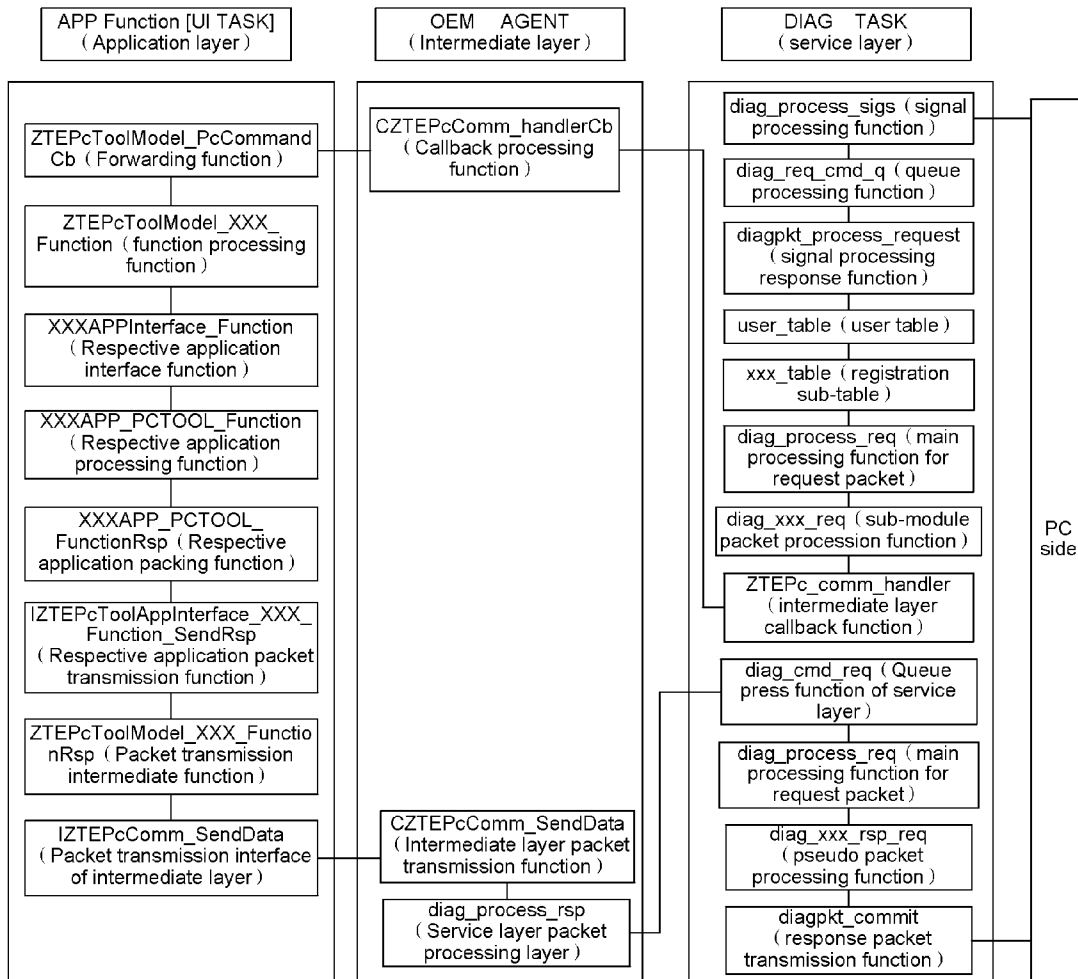 APP Function [UI TASK]
( Application layer )
OEM AGENT
( Intermediate layer )
DIAG TASK
( service layer )
ZTEPcToolModel_PcCommand
Cb ( Forwarding function )
ZTEPcToolModel_XXX_
Function ( function processing
function )
XXXAPPInterface_Function
( Respective application
interface function )
XXXAPP_PCTOOL_Function
( Respective application
processing function )
XXXAPP_PCTOOL_
FunctionRsp ( Respective
application packing function )
IZTEPcToolAppInterface_XXX_
Function_SendRsp
( Respective application packet
transmission function )
ZTEPcToolModel_XXX_Functio
nRsp ( Packet transmission
intermediate function )
IZTEPcComm_SendData
( Packet transmission interface
of intermediate layer )
CZTEPcComm_handlerCb
( Callback processing
function )
CZTEPcComm_SendData
( Intermediate layer packet
transmission function )
diag_process_rsp
( Service layer packet
processing layer )
diag_process_sigs ( signal
processing function )
diag_req_cmd_q ( queue
processing function )
diagpkt_process_request
( signal processing
response function )
user_table ( user table )
xxx_table ( registration
sub-table )
diag_process_req ( main
processing function for
request packet )
diag_xxx_req ( sub-module
packet procession function )
ZTEPc_comm_handler
( intermediate layer
callback function )
diag_cmd_req ( Queue
press function of service
layer )
diag_process_req ( main
processing function for
request packet )
diag_xxx_rsp_req
( pseudo packet
processing function )
diagpkt_commit
( response packet
transmission function )
PC
side